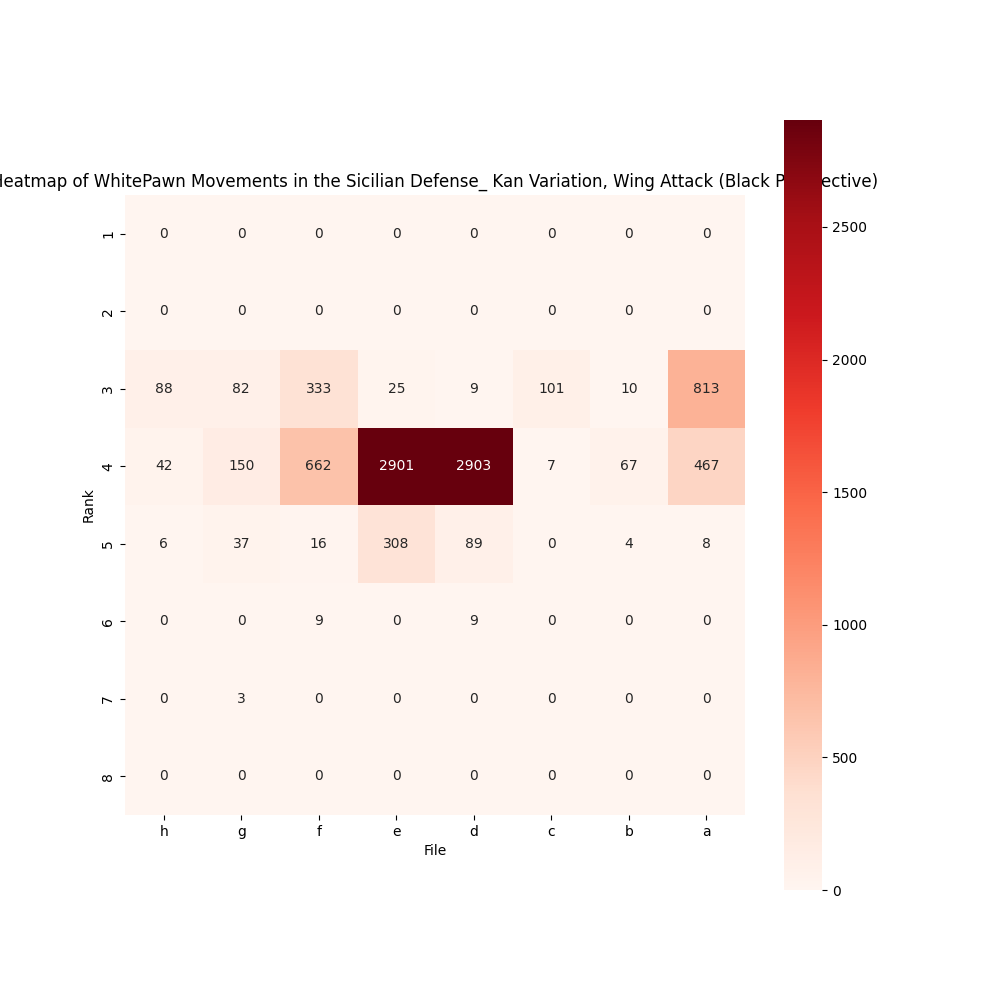 Heatmap of WhitePawn Movements in the Sicilian Defense_ Kan Variation, Wing Attack (Black P ective)
1 0 0 0 0 0 0 0 0
2 0 0 0 0 0 0 0 0
3 88 82 333 25 9 101 10 813
4 42 150 662 2901 2903 7 67 467
5 6 37 16 308 89 0 4 8
6 0 0 9 0 9 0 0 0
7 0 3 0 0 0 0 0 0
8 0 0 0 0 0 0 0 0
h g f e d c b a
Rank
File
2500
2000
1500
1000
500
0